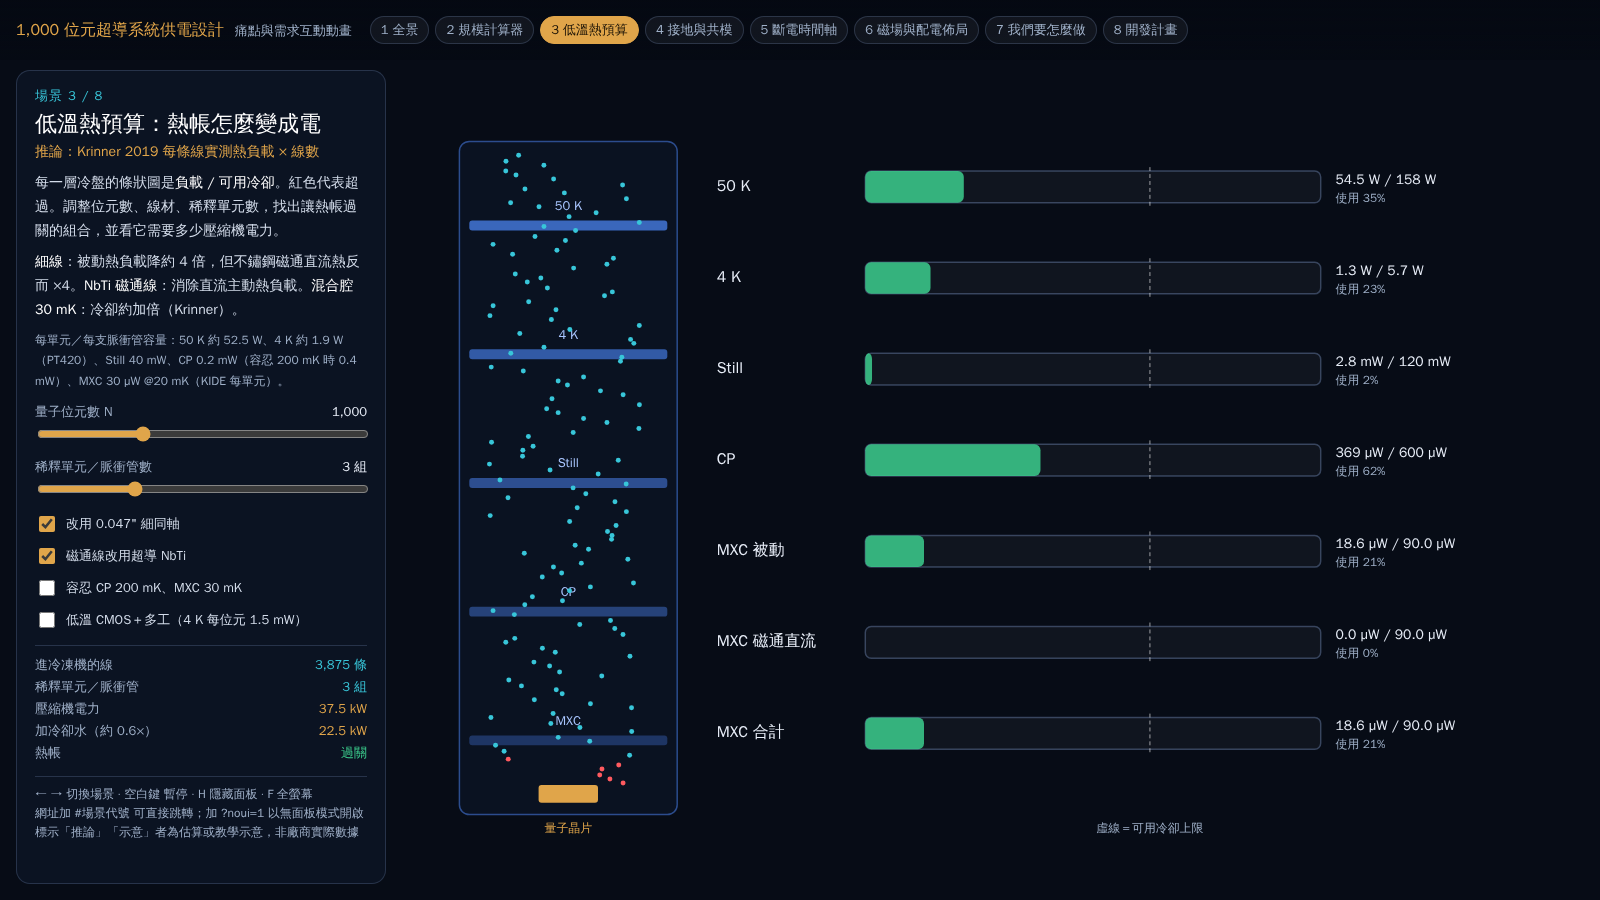 1,000 位元超導系統供電設計 痛點與需求互動動畫 1 全景 2 規模計算器 3 低溫熱預算 4 接地與共模 5 斷電時間軸 6 磁場與配電佈局 7 我們要怎麼做 8 開發計畫
場景 3 / 8
低溫熱預算：熱帳怎麼變成電
推論：Krinner 2019 每條線實測熱負載 × 線數
每一層冷盤的條狀圖是負載 / 可用冷卻。紅色代表超
過。調整位元數、線材、稀釋單元數，找出讓熱帳過
關的組合，並看它需要多少壓縮機電力。
細線：被動熱負載降約 4 倍，但不鏽鋼磁通直流熱反
而 ×4。NbTi 磁通線：消除直流主動熱負載。混合腔
30 mK：冷卻約加倍（Krinner）。
每單元／每支脈衝管容量：50 K 約 52.5 W、4 K 約 1.9 W
（PT420）、Still 40 mW、CP 0.2 mW（容忍 200 mK 時 0.4
mW）、MXC 30 µW @20 mK（KIDE 每單元）。
量子位元數 N 1,000
稀釋單元／脈衝管數 3 組
改用 0.047" 細同軸
磁通線改用超導 NbTi
容忍 CP 200 mK、MXC 30 mK
低溫 CMOS＋多工（4 K 每位元 1.5 mW）
進冷凍機的線 3,875 條
稀釋單元／脈衝管 3 組
壓縮機電力 37.5 kW
加冷卻水（約 0.6×） 22.5 kW
熱帳 過關
← → 切換場景 · 空白鍵 暫停 · H 隱藏面板 · F 全螢幕
網址加 #場景代號 可直接跳轉；加 ?noui=1 以無面板模式開啟
標示「推論」「示意」者為估算或教學示意，非廠商實際數據
50 K
4 K
Still
CP
MXC
量子晶片
50 K 54.5 W / 158 W
使用 35%
4 K 1.3 W / 5.7 W
使用 23%
Still 2.8 mW / 120 mW
使用 2%
CP 369 µW / 600 µW
使用 62%
MXC 被動 18.6 µW / 90.0 µW
使用 21%
MXC 磁通直流 0.0 µW / 90.0 µW
使用 0%
MXC 合計 18.6 µW / 90.0 µW
使用 21%
虛線＝可用冷卻上限